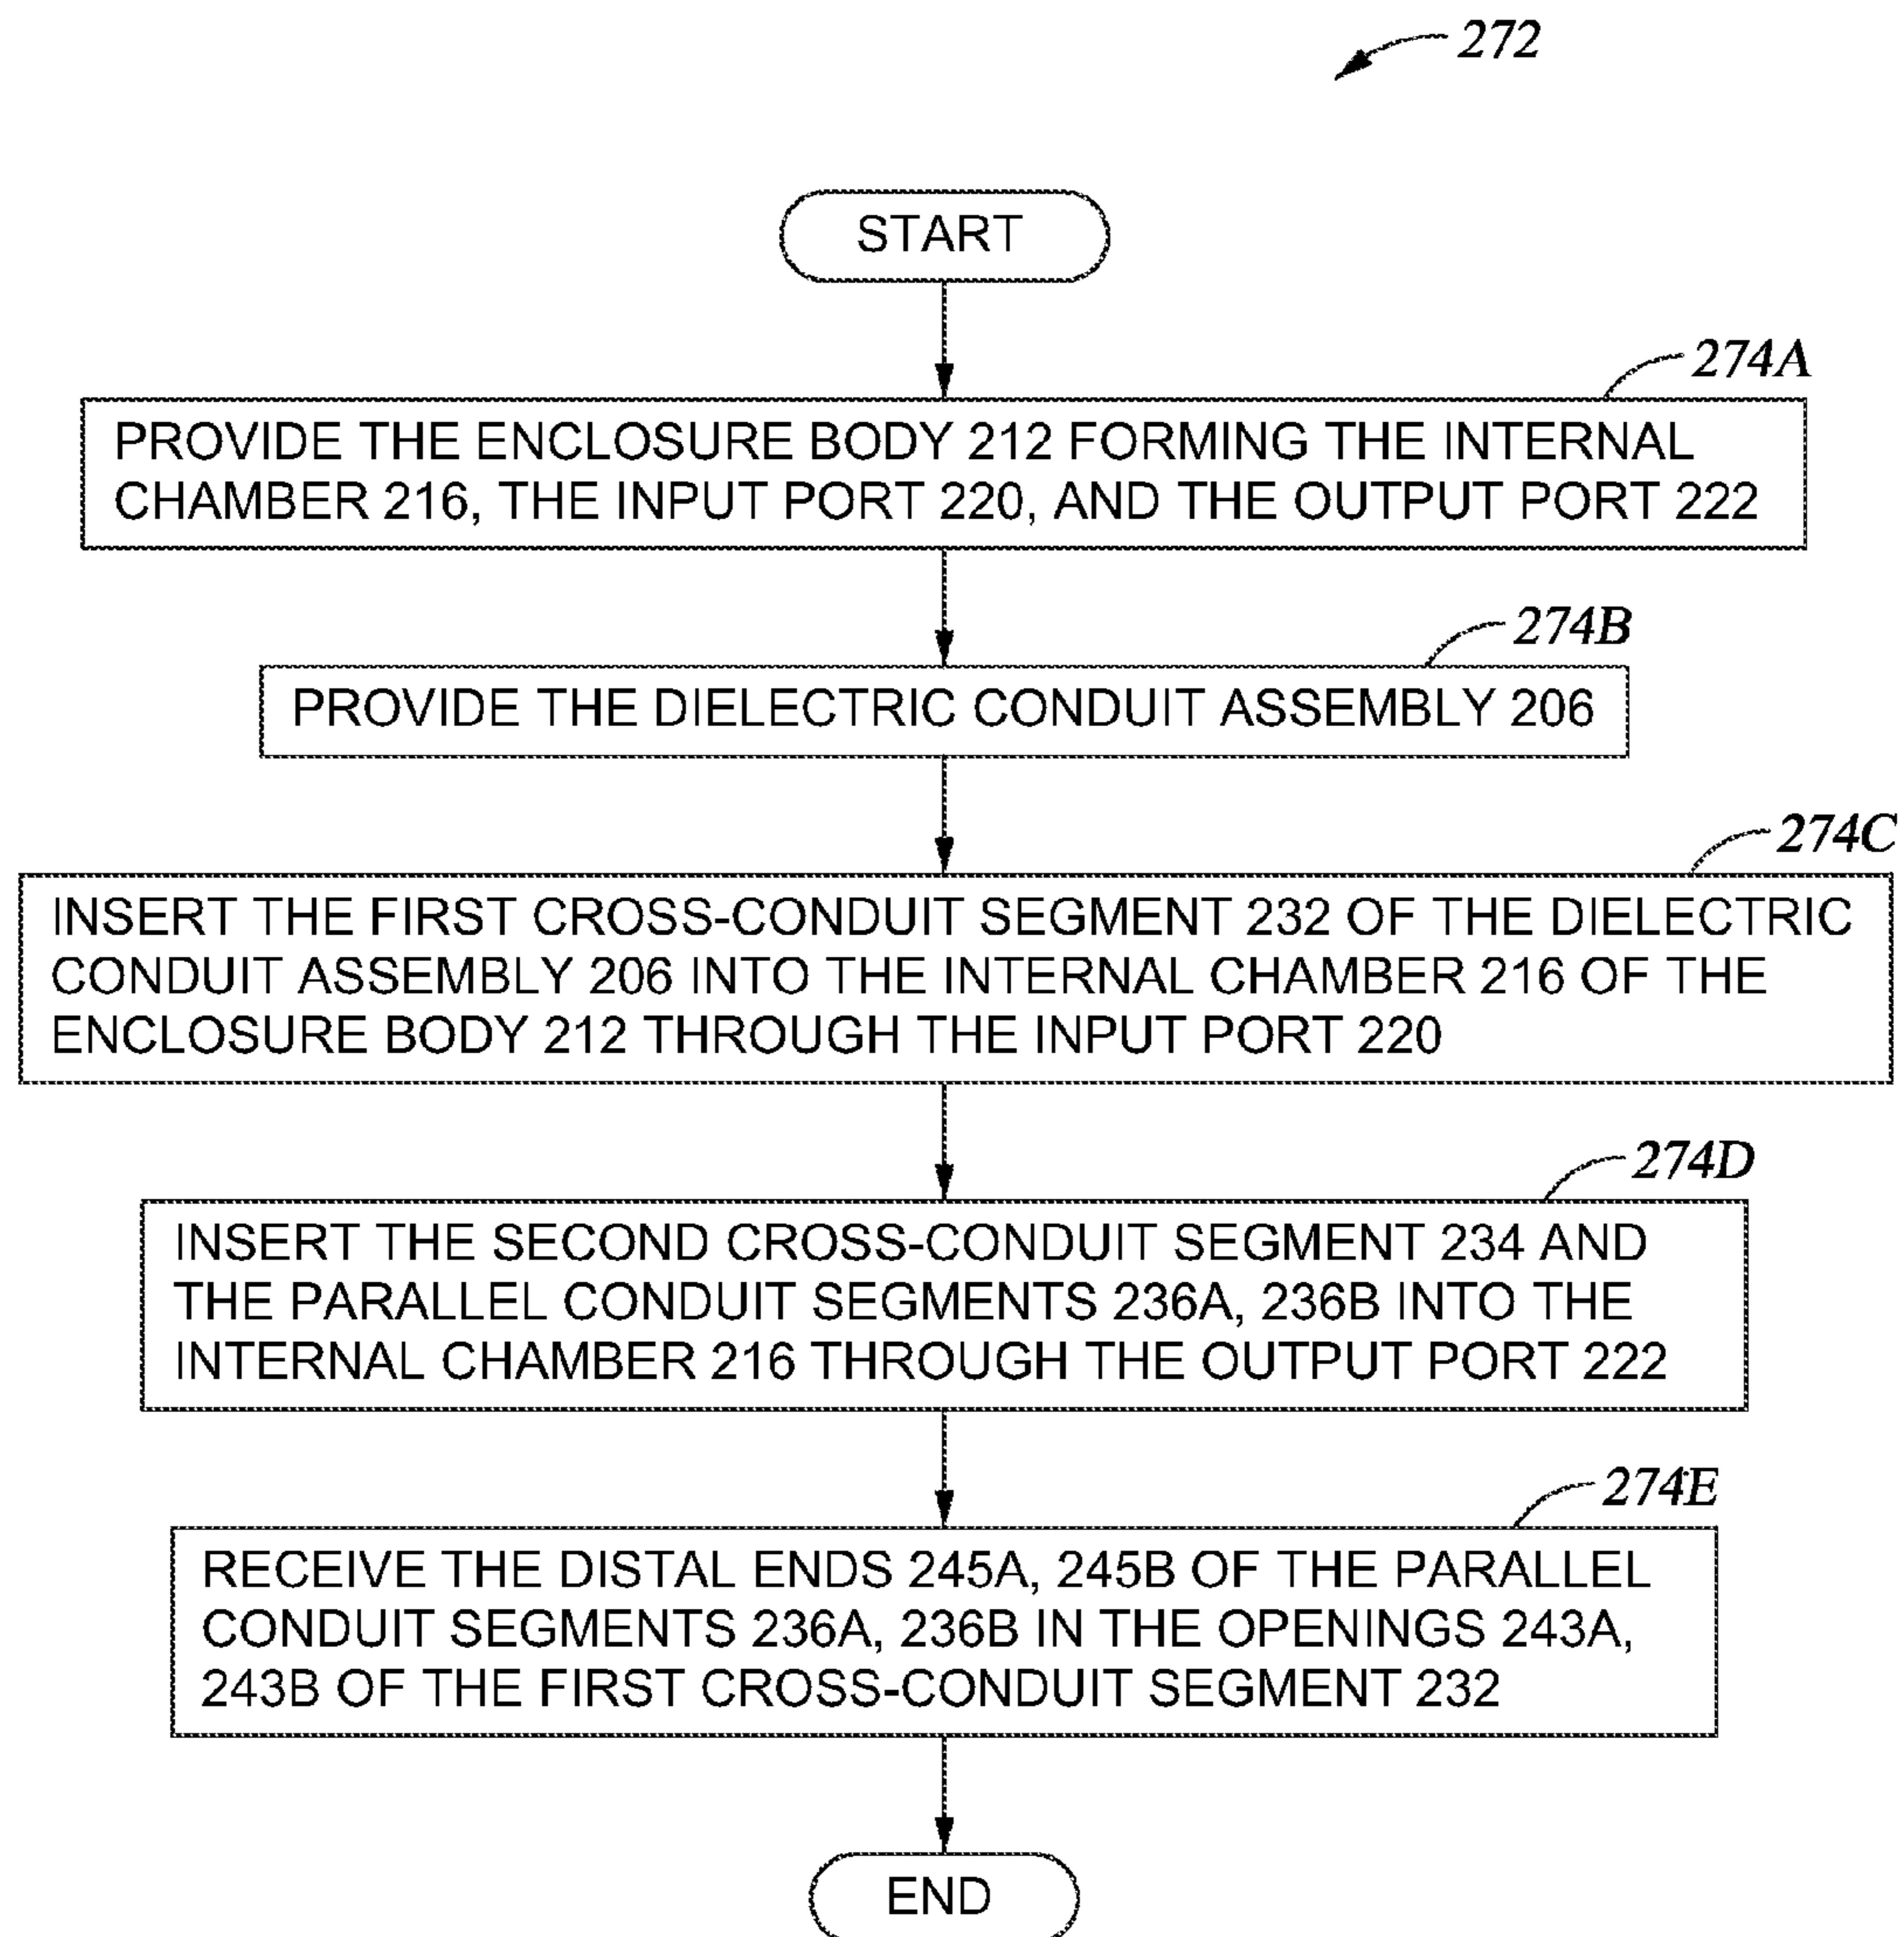 272
START
274A
PROVIDE THE ENCLOSURE BODY 212 FORMING THE INTERNAL
CHAMBER 216, THE INPUT PORT 220, AND THE OUTPUT PORT 222
274B
PROVIDE THE DIELECTRIC CONDUIT ASSEMBLY 206
274C
INSERT THE FIRST CROSS-CONDUIT SEGMENT 232 OF THE DIELECTRIC
CONDUIT ASSEMBLY 206 INTO THE INTERNAL CHAMBER 216 OF THE
ENCLOSURE BODY 212 THROUGH THE INPUT PORT 220
274D
INSERT THE SECOND CROSS-CONDUIT SEGMENT 234 AND
THE PARALLEL CONDUIT SEGMENTS 236A, 236B INTO THE
INTERNAL CHAMBER 216 THROUGH THE OUTPUT PORT 222
274E
RECEIVE THE DISTAL ENDS 245A, 245B OF THE PARALLEL
CONDUIT SEGMENTS 236A, 236B IN THE OPENINGS 243A,
243B OF THE FIRST CROSS-CONDUIT SEGMENT 232
END